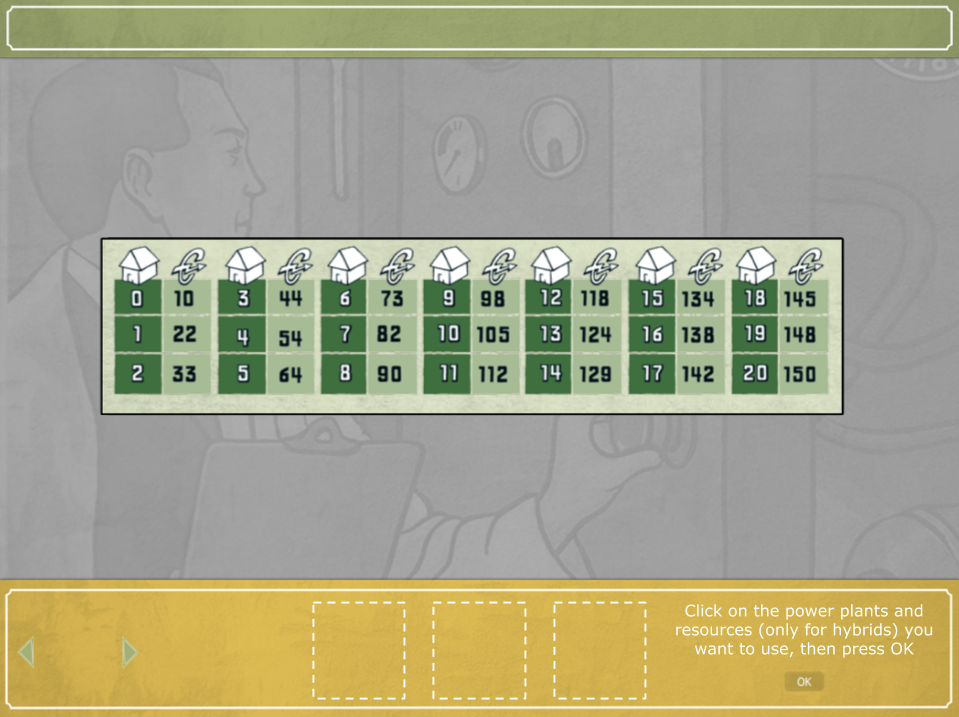 0 10 3 44 6 73 9 98 12 118 15 134 18 145
1 22 4 54 7 82 10 105 13 124 16 138 19 148
2 33 5 64 8 90 11 112 14 129 17 142 20 150
Click on the power plants and
resources (only for hybrids) you
want to use, then press OK
OK